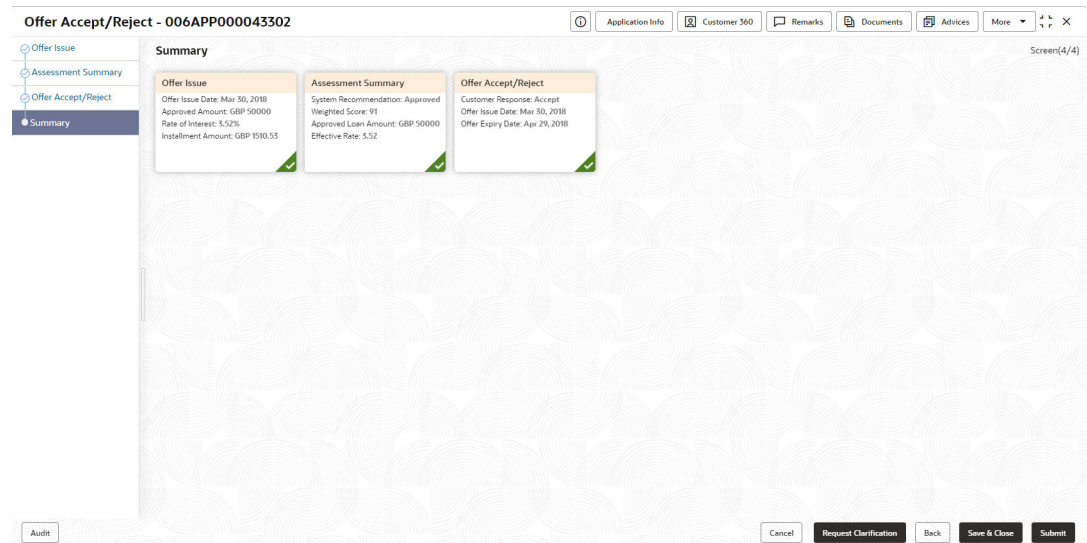 Offer Accept/Reject - 006APP000043302
Application Info
Customer 360
Remarks
Documents
Advices
More
Offer Issue
Assessment Summary
Offer Accept/Reject
Summary
Summary
Screen(4/4)
Offer Issue
Offer Issue Date: Mar 30, 2018
Approved Amount: GBP 50000
Rate of Interest: 3.52%
Installment Amount: GBP 1510.53
Assessment Summary
System Recommendation: Approved
Weighted Score: 91
Approved Loan Amount: GBP 50000
Effective Rate: 3.52
Offer Accept/Reject
Customer Response: Accept
Offer Issue Date: Mar 30, 2018
Offer Expiry Date: Apr 29, 2018
Audit
Cancel
Request Clarification
Back
Save & Close
Submit